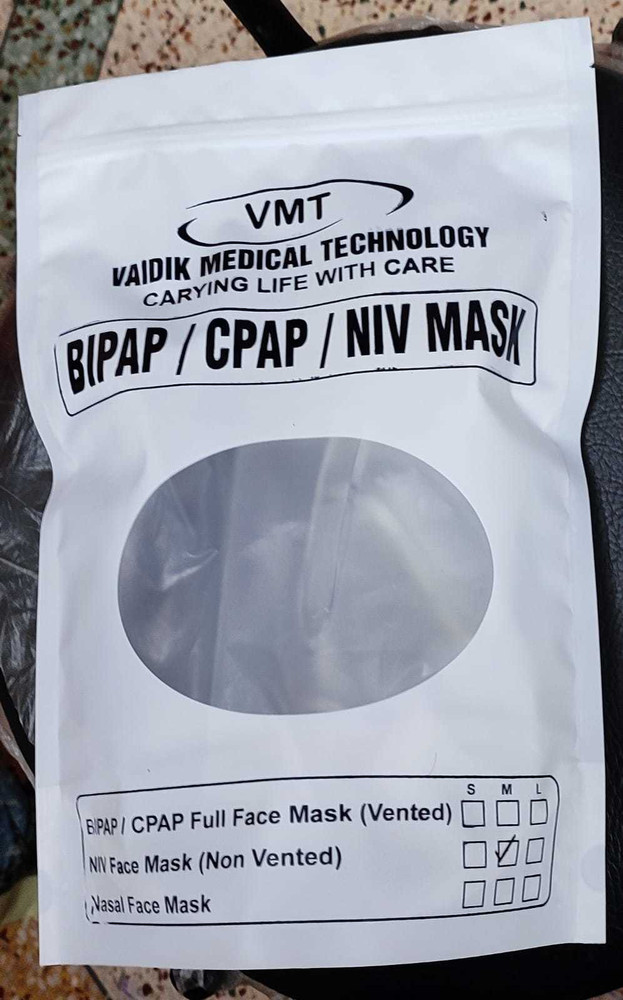 VMT
VAIDIK MEDICAL TECHNOLOGY
CARYING LIFE WITH CARE
BIPAP / CPAP / NIV MASK
S M L
BIPAP / CPAP Full Face Mask (Vented)
NIV Face Mask (Non Vented)
Nasal Face Mask